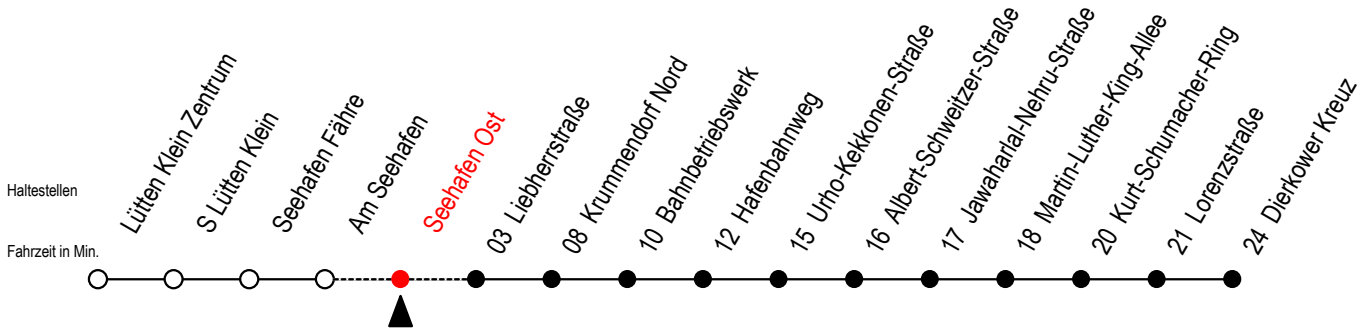 Haltestellen
Fahrzeit in Min.
Lütten Klein Zentrum
S Lütten Klein
Seehafen Fähre
Am Seehafen
Seehafen Ost
03 Liebherrstraße
08 Krummendorf Nord
10 Bahnbetriebswerk
12 Hafenbahnweg
15 Urho-Kekkonen-Straße
16 Albert-Schweitzer-Straße
17 Jawaharlal-Nehru-Straße
18 Martin-Luther-King-Allee
20 Kurt-Schumacher-Ring
21 Lorenzstraße
24 Dierkower Kreuz